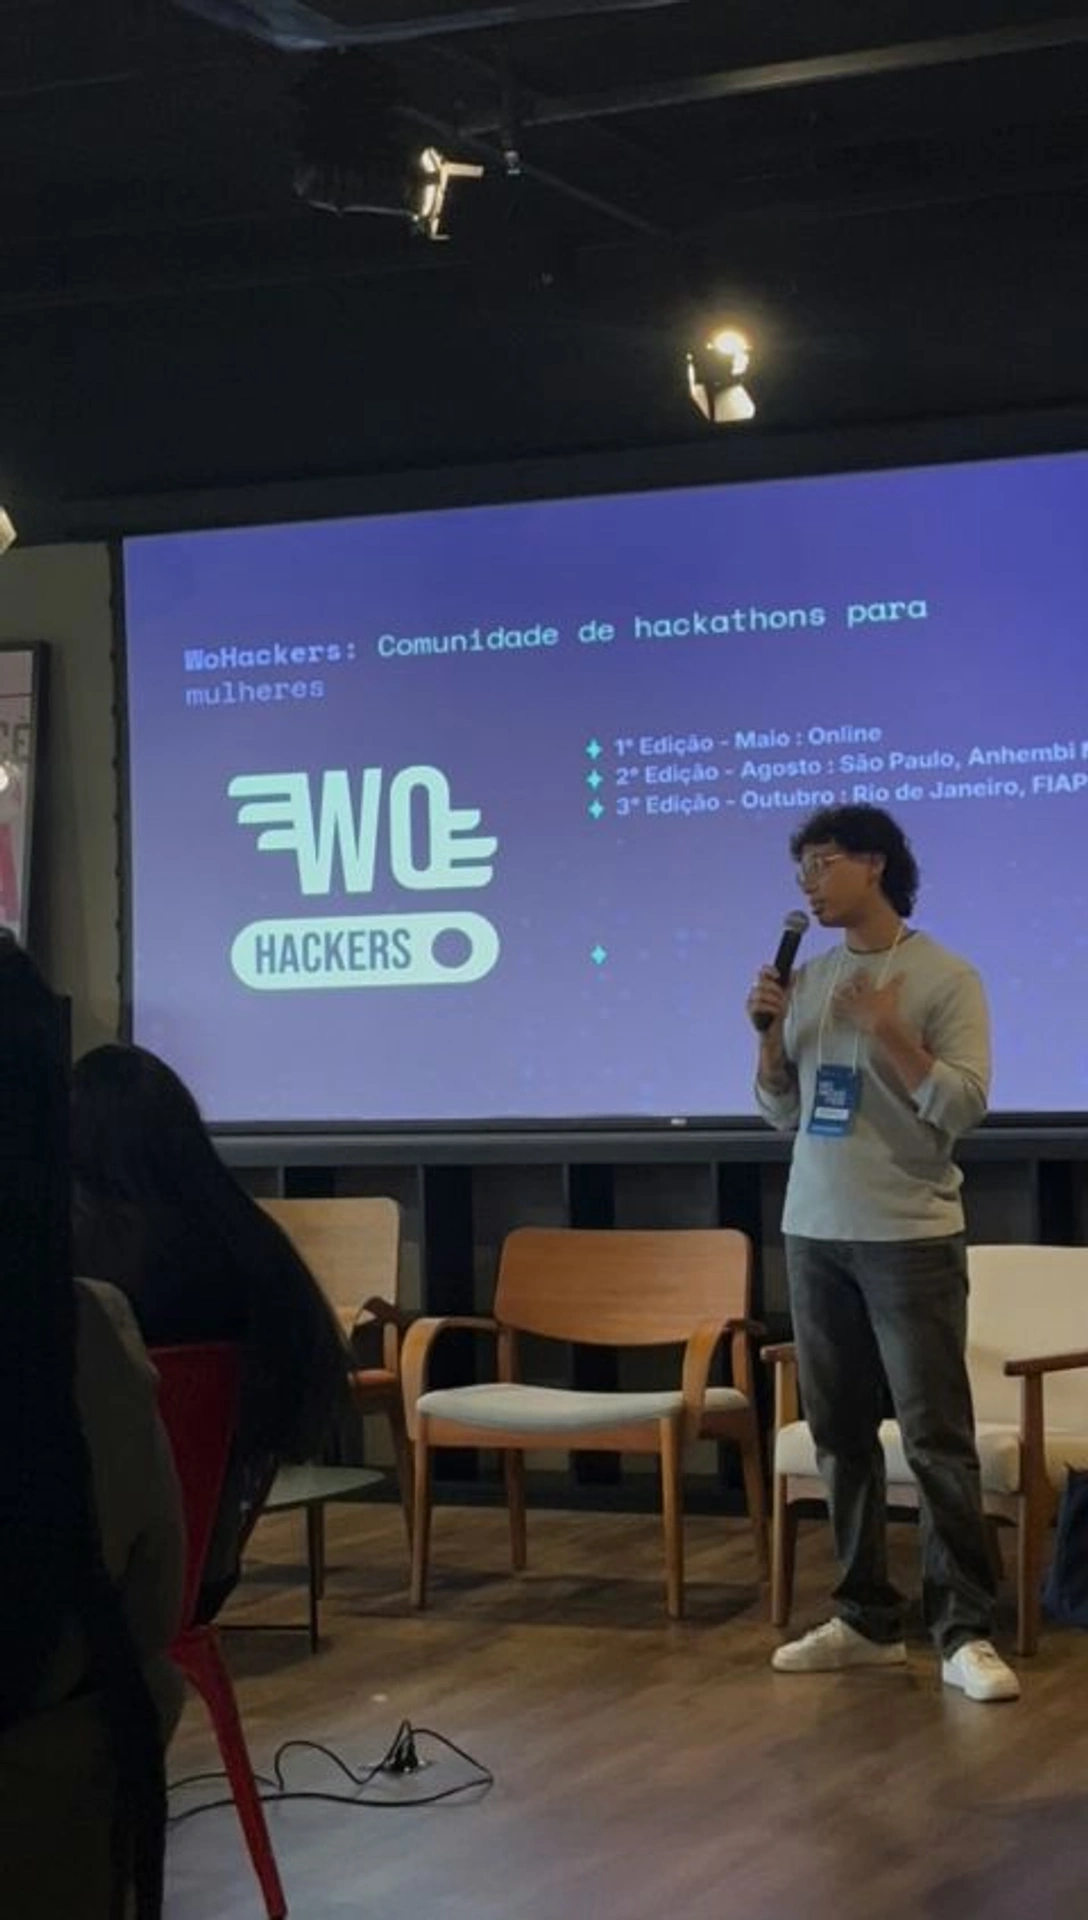 WoHackers: Comunidade de hackathons para
mulheres
1ª Edição - Maio : Online
2ª Edição - Agosto : São Paulo, Anhembi
3ª Edição - Outubro : Rio de Janeiro, FIAP
WO
HACKERS